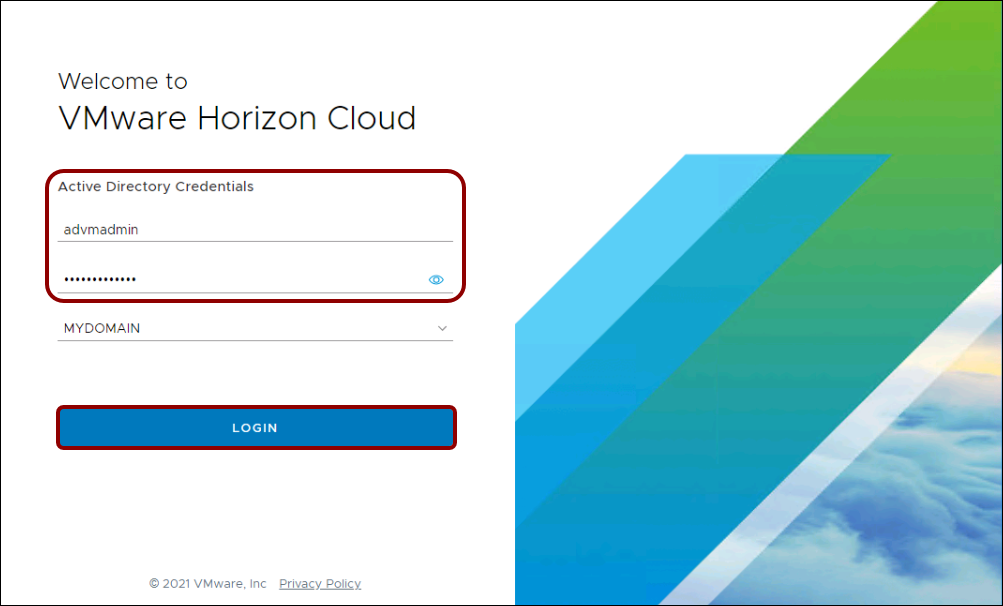 Welcome to
VMware Horizon Cloud
Active Directory Credentials
advmadmin
•••••••••••••
MYDOMAIN
LOGIN
© 2021 VMware, Inc Privacy Policy